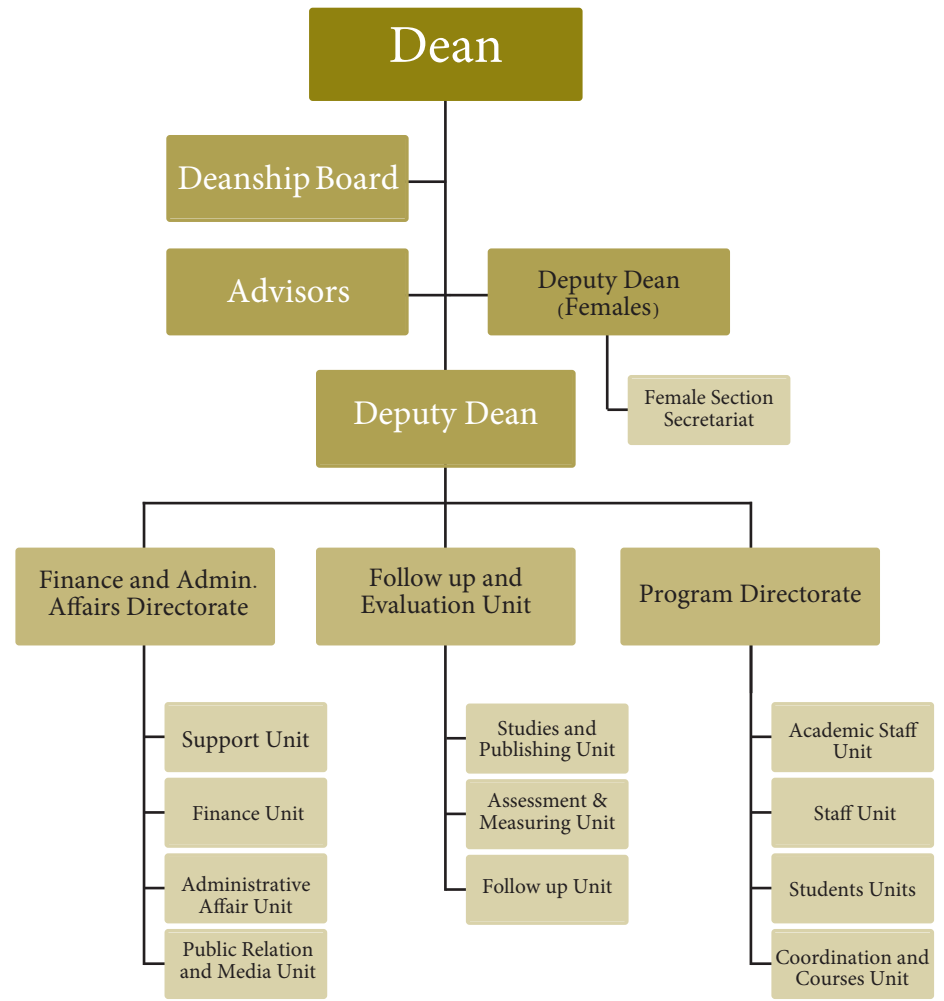 Dean
Deanship Board
Advisors
Deputy Dean
(Females)
Female Section
Secretariat
Deputy Dean
Finance and Admin.
Affairs Directorate
Follow up and
Evaluation Unit
Program Directorate
Support Unit
Finance Unit
Administrative
Affair Unit
Public Relation
and Media Unit
Studies and
Publishing Unit
Assessment &
Measuring Unit
Follow up Unit
Academic Staff
Unit
Staff Unit
Students Units
Coordination and
Courses Unit